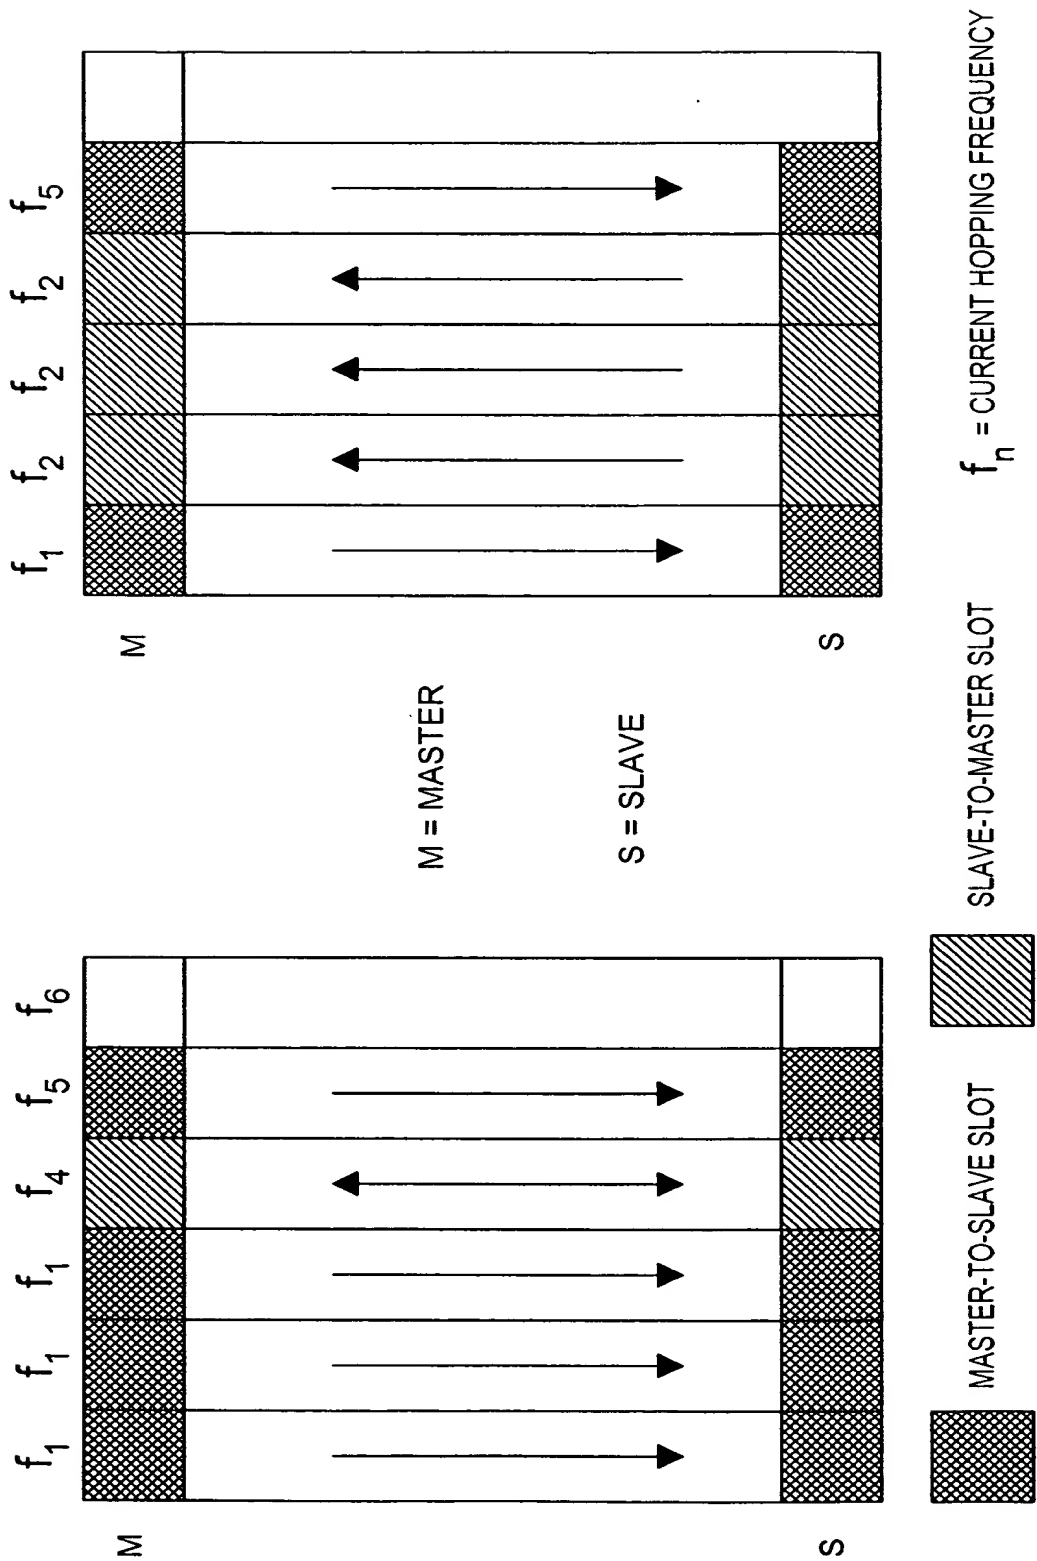 f1 f1 f1 f4 f5 f6
M
S
M = MASTER
S = SLAVE
f1 f2 f2 f2 f5
M
S
MASTER-TO-SLAVE SLOT
SLAVE-TO-MASTER SLOT
fn = CURRENT HOPPING FREQUENCY